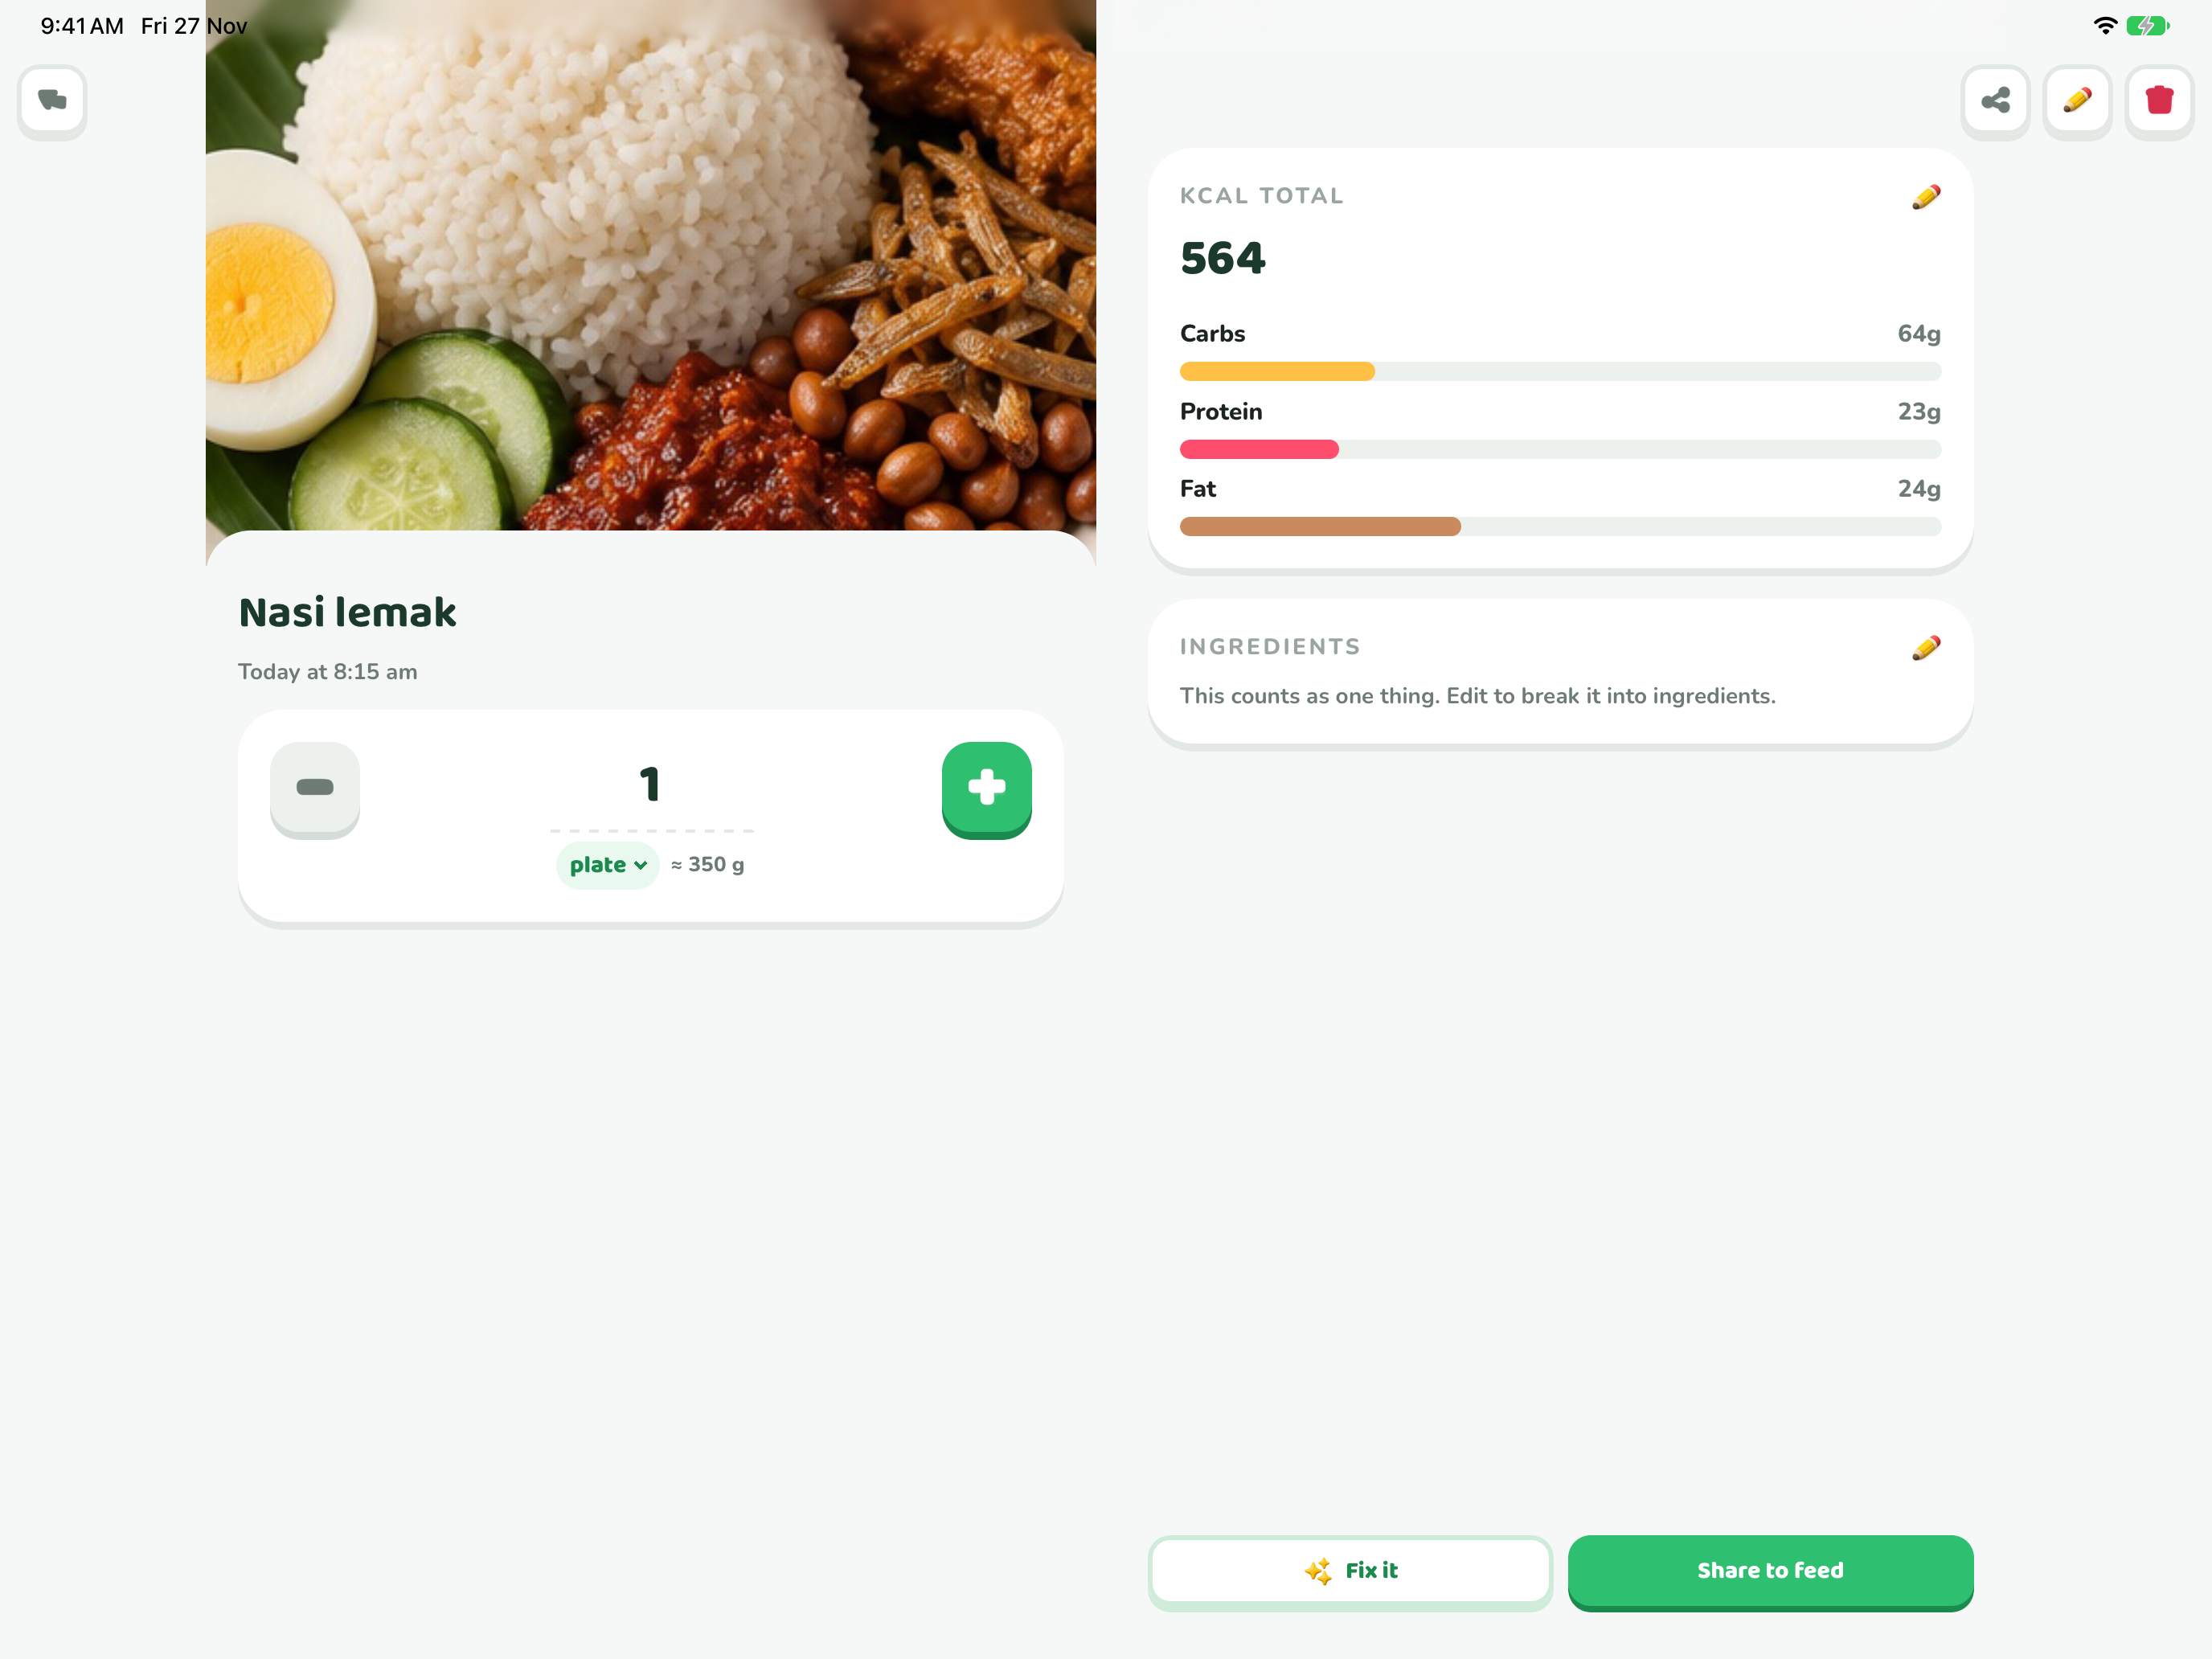 9:41 AM Fri 27 Nov
Nasi lemak
Today at 8:15 am
1
plate ≈ 350 g
KCAL TOTAL
564
Carbs 64g
Protein 23g
Fat 24g
INGREDIENTS
This counts as one thing. Edit to break it into ingredients.
Fix it
Share to feed